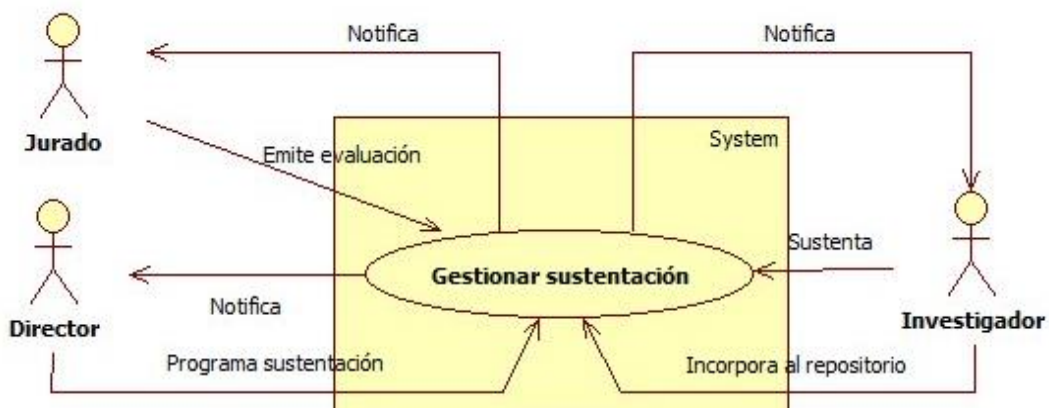 Notifica
Notifica
Jurado
System
Emite evaluación
Sustenta
Gestionar sustentación
Notifica
Director
Investigador
Programa sustentación
Incorpora al repositorio